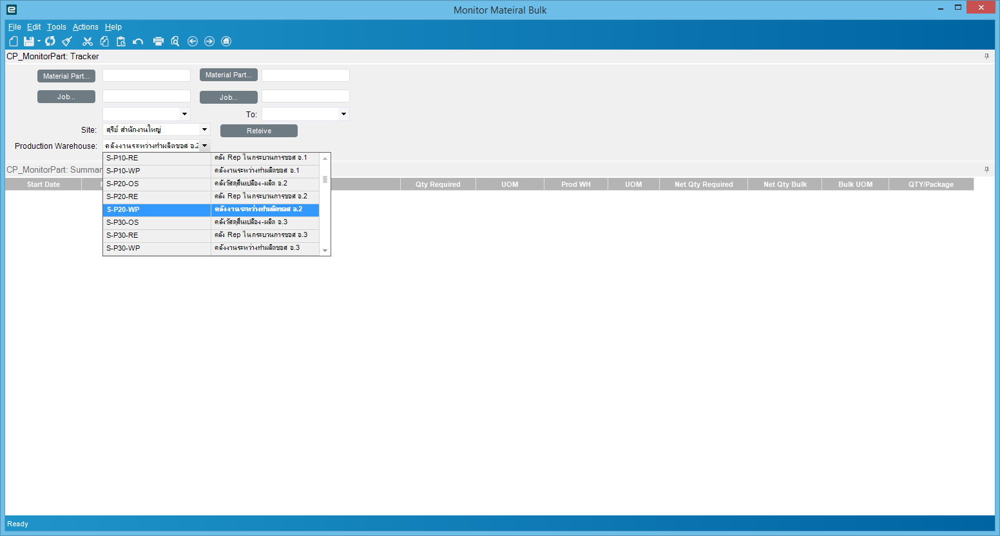 Monitor Mateiral Bulk
File Edit Tools Actions Help
CP_MonitorPart: Tracker
Material Part... Material Part...
Job... Job...
To:
Site: สุรีย์ สำนักงานใหญ่ Reteive
Production Warehouse: คลังงานระหว่างทำผลิตซอส อ.2
S-P10-RE คลัง Rep ในกระบวนการซอส อ.1
CP_MonitorPart: Summar
S-P10-WP คลังงานระหว่างทำผลิตซอส อ.1
Start Date Qty Required UOM Prod WH UOM Net Qty Required Net Qty Bulk Bulk UOM QTY/Package
S-P20-OS คลังวัสดุสิ้นเปลือง-ผลิต อ.2
S-P20-RE คลัง Rep ในกระบวนการซอส อ.2
S-P20-WP คลังงานระหว่างทำผลิตซอส อ.2
S-P30-OS คลังวัสดุสิ้นเปลือง-ผลิต อ.3
S-P30-RE คลัง Rep ในกระบวนการซอส อ.3
S-P30-WP คลังงานระหว่างทำผลิตซอส อ.3
Ready